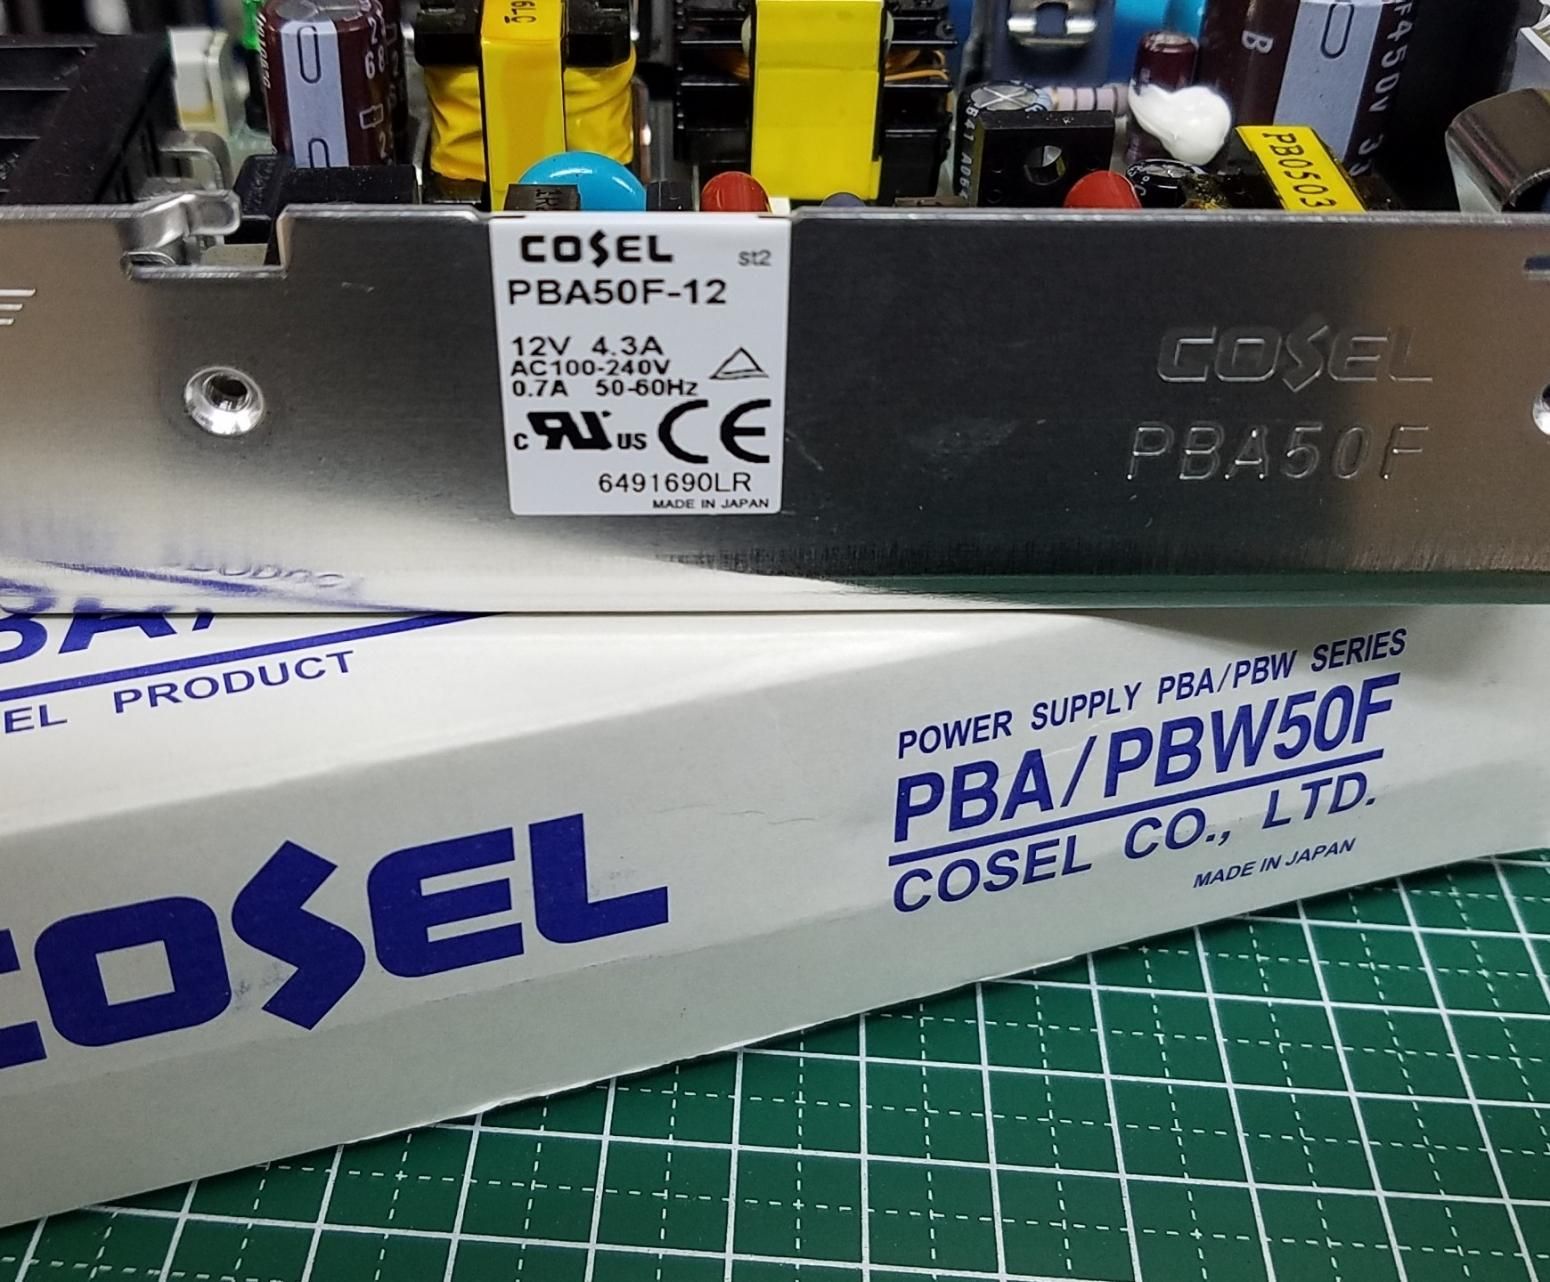 COSEL
st2
PBA50F-12
12V 4.3A
AC100-240V
0.7A 50-60Hz
c RU US CE
6491690LR
MADE IN JAPAN
COSEL
PBA50F
PB0503
B
PRODUCT
POWER SUPPLY PBA/PBW SERIES
PBA/PBW50F
COSEL CO., LTD.
MADE IN JAPAN
COSEL